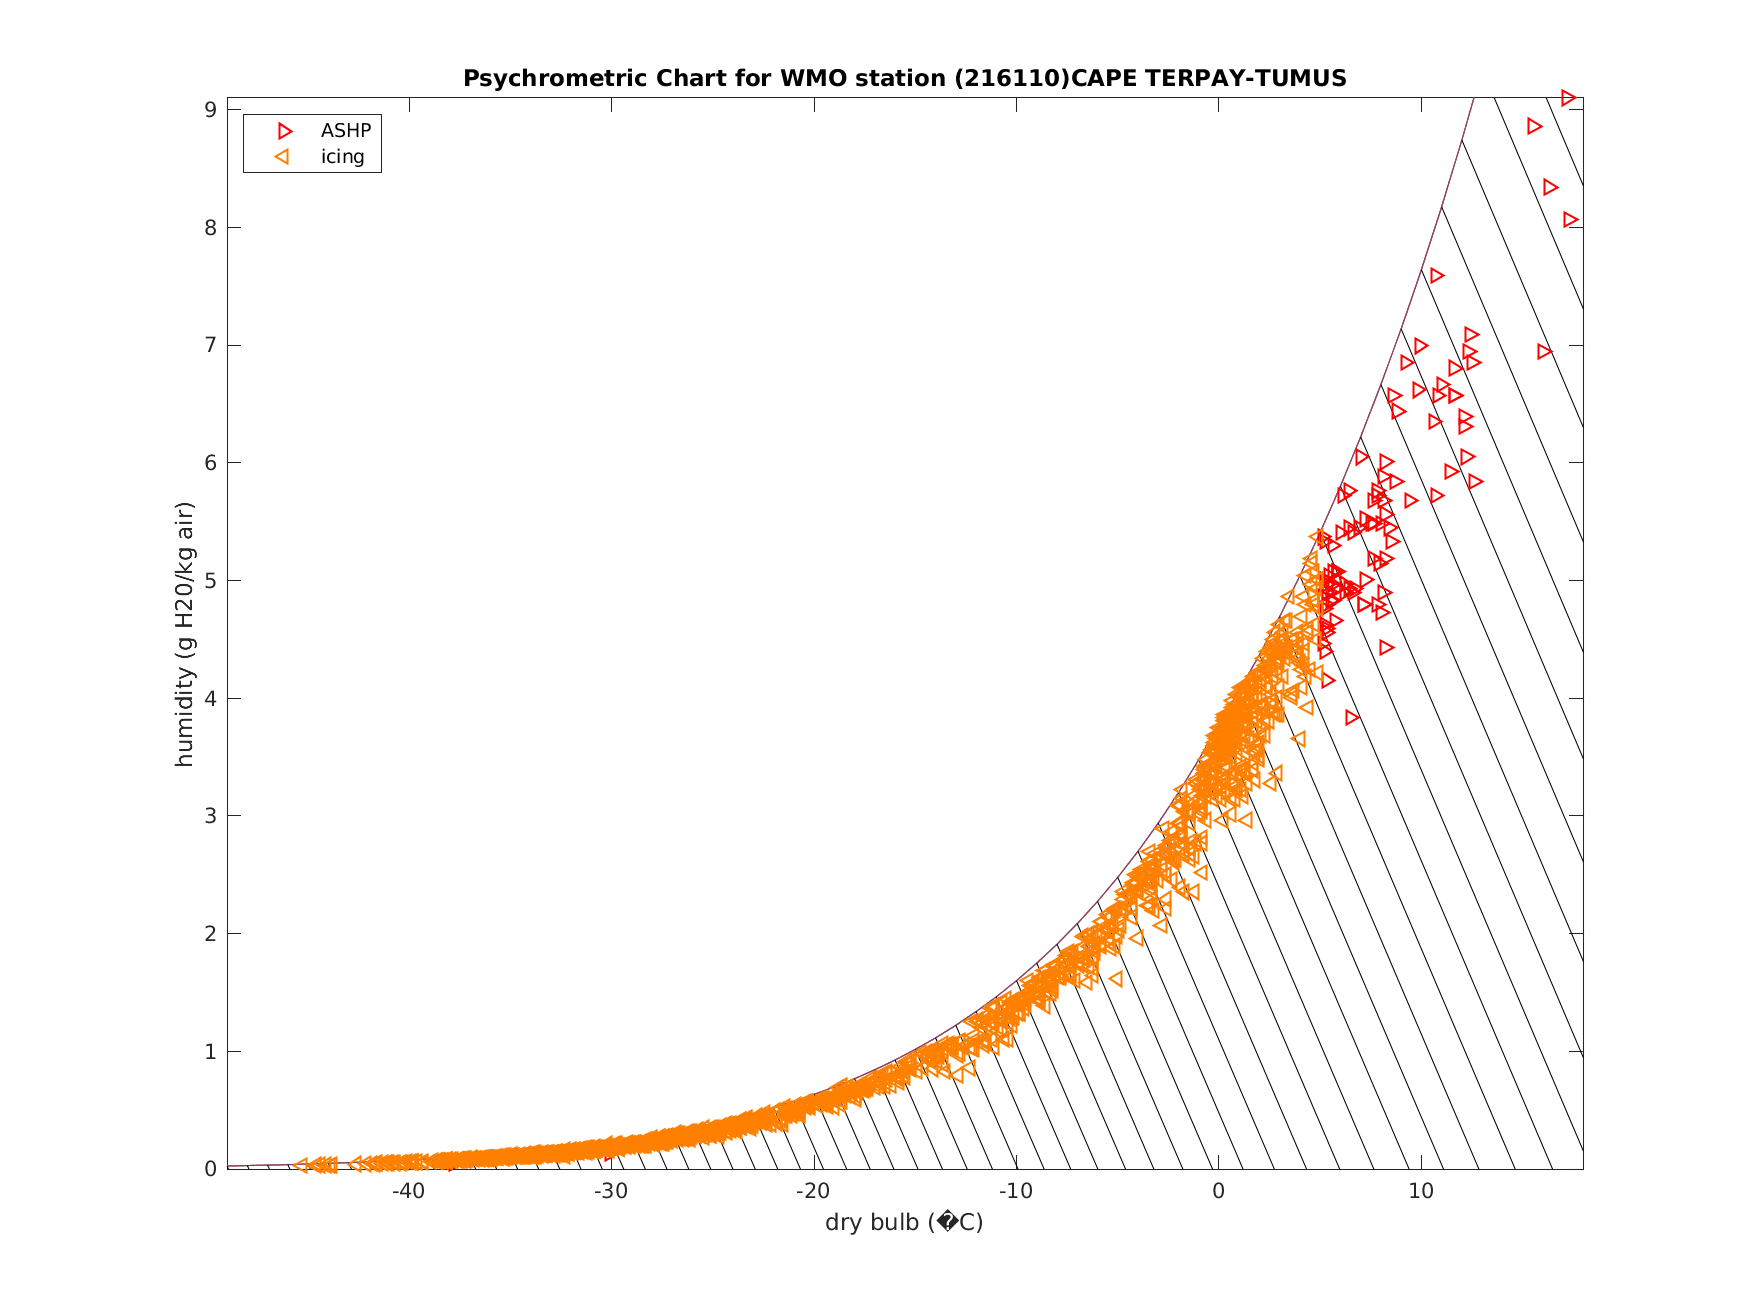 Psychrometric Chart for WMO station (216110)CAPE TERPAY-TUMUS
ASHP
icing
humidity (g H20/kg air)
9
8
7
6
5
4
3
2
1
0
-40 -30 -20 -10 0 10
dry bulb (�C)